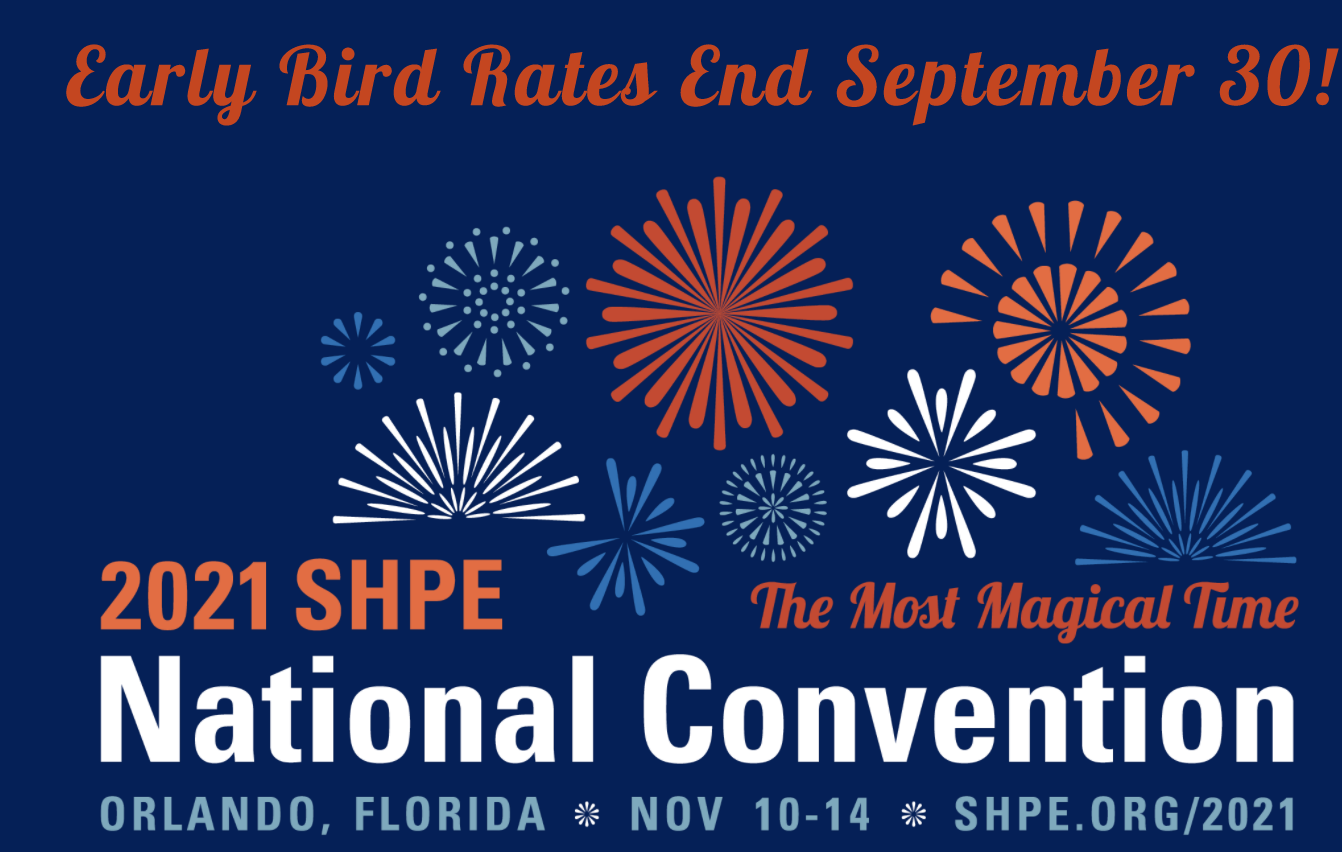 Early Bird Rates End September 30!
2021 SHPE
The Most Magical Time
National Convention
ORLANDO, FLORIDA NOV 10-14 SHPE.ORG/2021